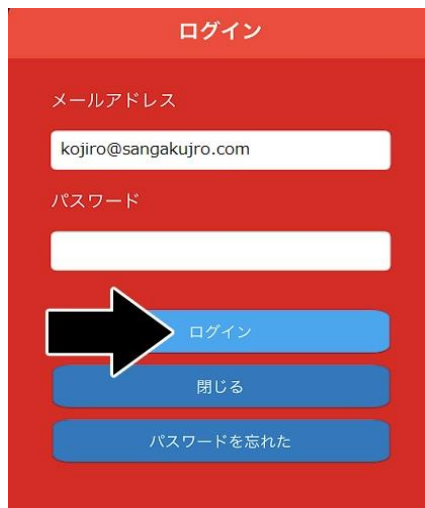 ログイン
メールアドレス
kojiro@sangakujro.com
パスワード
ログイン
閉じる
パスワードを忘れた